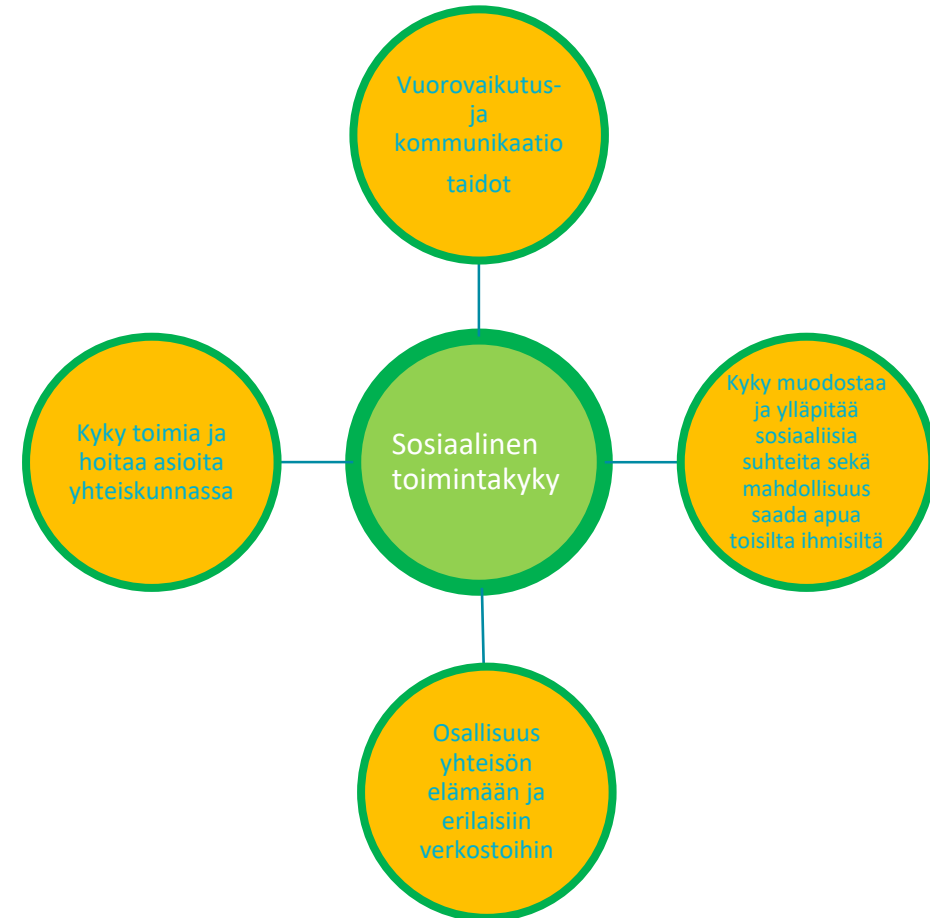 Vuorovaikutus-
ja
kommunikaatio
taidot
Kyky toimia ja
hoitaa asioita
yhteiskunnassa
Sosiaalinen
toimintakyky
Kyky muodostaa
ja ylläpitää
sosiaaliisia
suhteita sekä
mahdollisuus
saada apua
toisilta ihmisiltä
Osallisuus
yhteisön
elämään ja
erilaisiin
verkostoihin